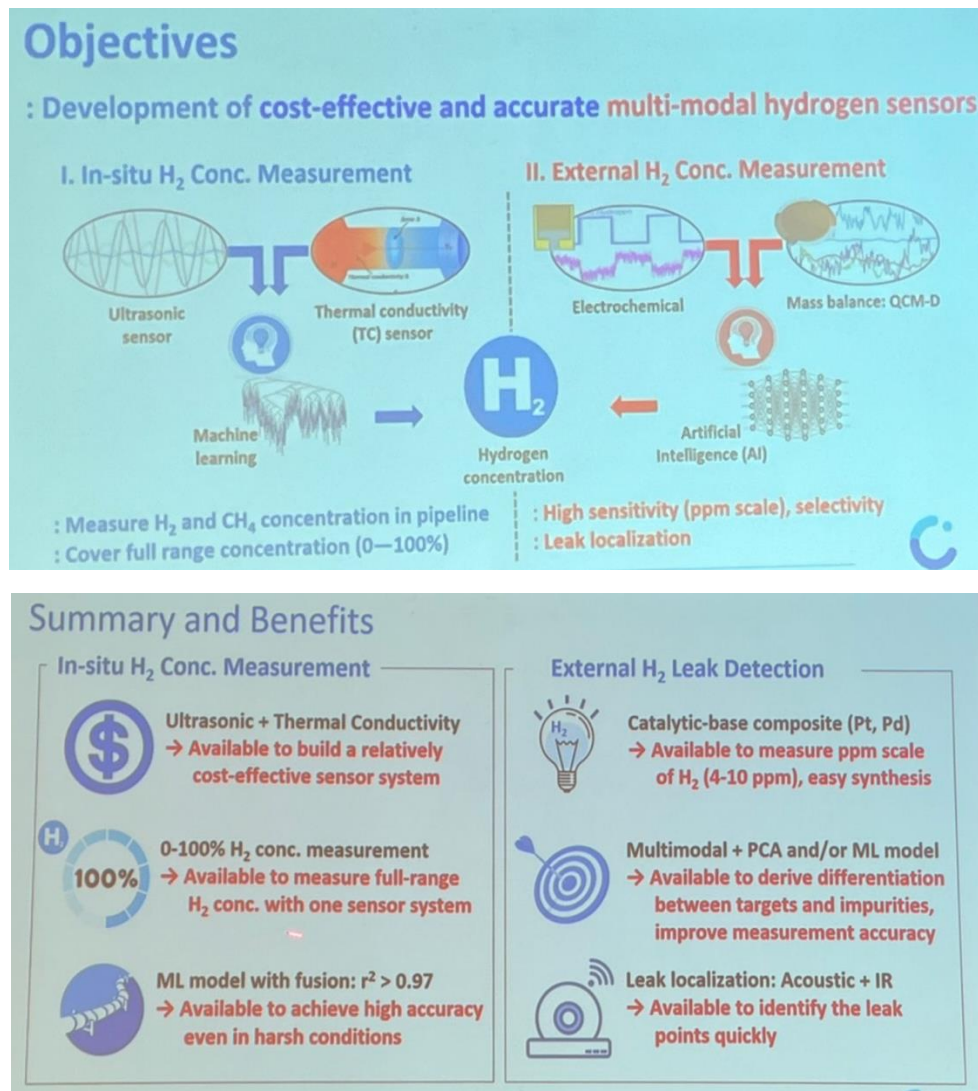 Objectives
: Development of cost-effective and accurate multi-modal hydrogen sensors
I. In-situ H₂ Conc. Measurement
Ultrasonic
sensor
Thermal conductivity
(TC) sensor
Machine
learning
: Measure H₂ and CH₄ concentration in pipeline
: Cover full range concentration (0—100%)
H₂
Hydrogen
concentration
II. External H₂ Conc. Measurement
Electrochemical
Mass balance: QCM-D
Artificial
Intelligence (AI)
: High sensitivity (ppm scale), selectivity
: Leak localization
Summary and Benefits
In-situ H₂ Conc. Measurement
$
Ultrasonic + Thermal Conductivity
→ Available to build a relatively
cost-effective sensor system
H₂
100%
0-100% H₂ conc. measurement
→ Available to measure full-range
H₂ conc. with one sensor system
ML model with fusion: r² > 0.97
→ Available to achieve high accuracy
even in harsh conditions
External H₂ Leak Detection
H₂
Catalytic-base composite (Pt, Pd)
→ Available to measure ppm scale
of H₂ (4-10 ppm), easy synthesis
Multimodal + PCA and/or ML model
→ Available to derive differentiation
between targets and impurities,
improve measurement accuracy
Leak localization: Acoustic + IR
→ Available to identify the leak
points quickly